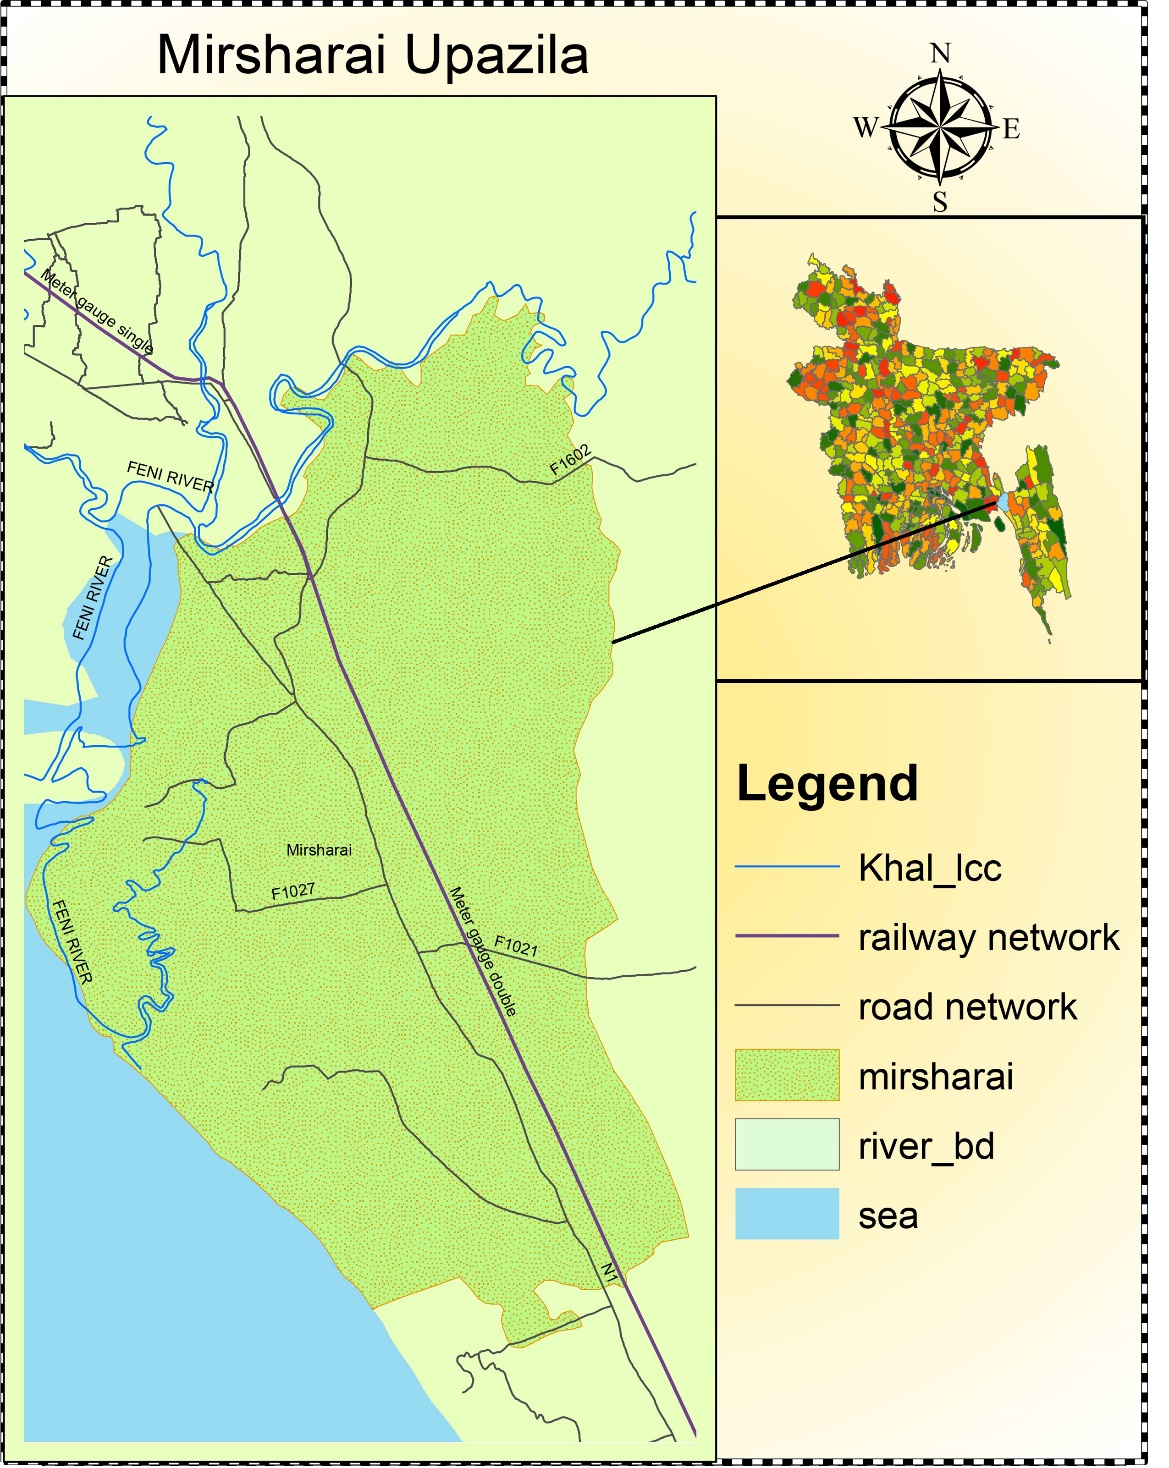 Mirsharai Upazila
N
W
E
S
Meter gauge single
FENI RIVER
F1602
FENI RIVER
Mirsharai
F1027
Meter gauge double
F1021
FENI RIVER
N1
Legend
Khal_lcc
railway network
road network
mirsharai
river_bd
sea